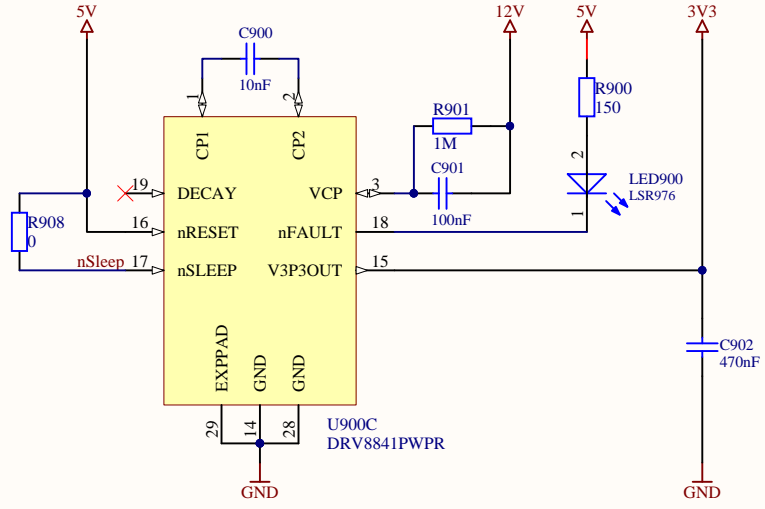 5V
12V
5V
3V3
C900
10nF
1
2
CP1
CP2
R901
1M
C901
100nF
R900
150
2
1
LED900
LSR976
19
DECAY
VCP
3
R908
0
16
nRESET
nFAULT
18
nSleep
17
nSLEEP
V3P3OUT
15
EXPPAD
GND
GND
29
14
28
U900C
DRV8841PWPR
C902
470nF
GND
GND